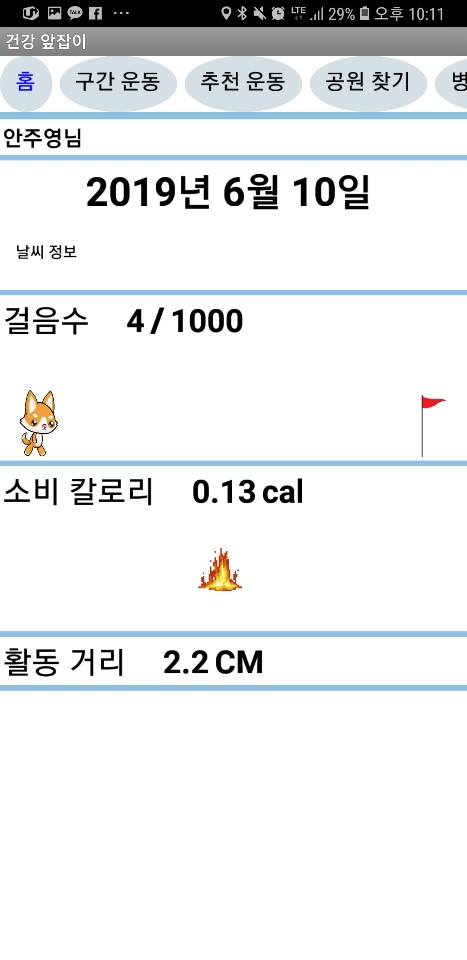 TALK LTE 29% 오후 10:11
건강 앞잡이
홈 구간 운동 추천 운동 공원 찾기 병
안주영님
2019년 6월 10일
날씨 정보
걸음수 4 / 1000
소비 칼로리 0.13 cal
활동 거리 2.2 CM